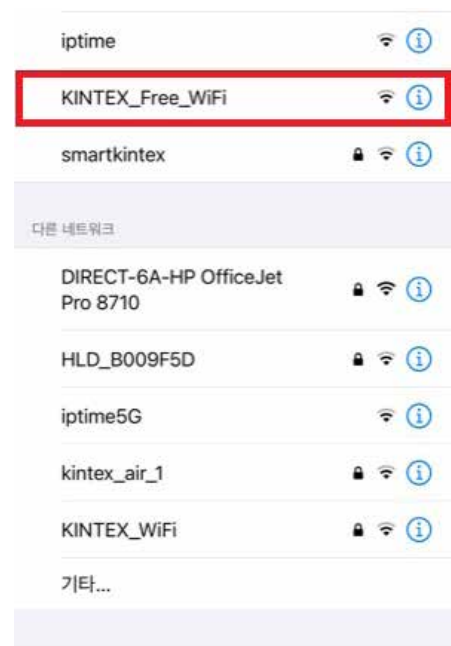 iptime
KINTEX_Free_WiFi
smartkintex
다른 네트워크
DIRECT-6A-HP OfficeJet
Pro 8710
HLD_B009F5D
iptime5G
kintex_air_1
KINTEX_WiFi
기타...